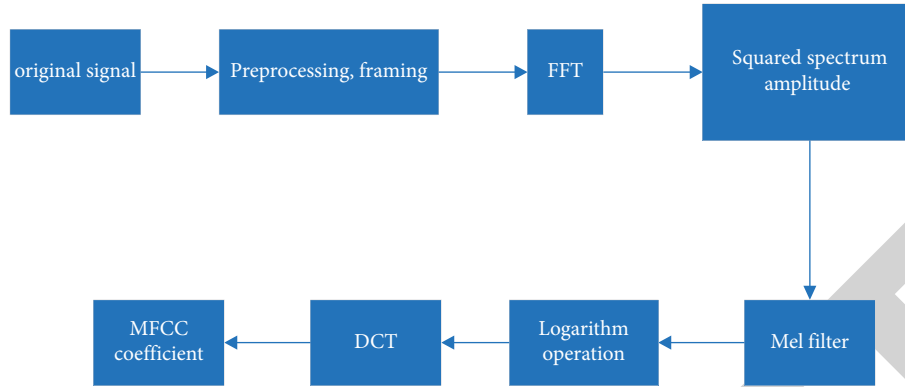 original signal
Preprocessing, framing
FFT
Squared spectrum
amplitude
Mel filter
Logarithm
operation
DCT
MFCC
coefficient